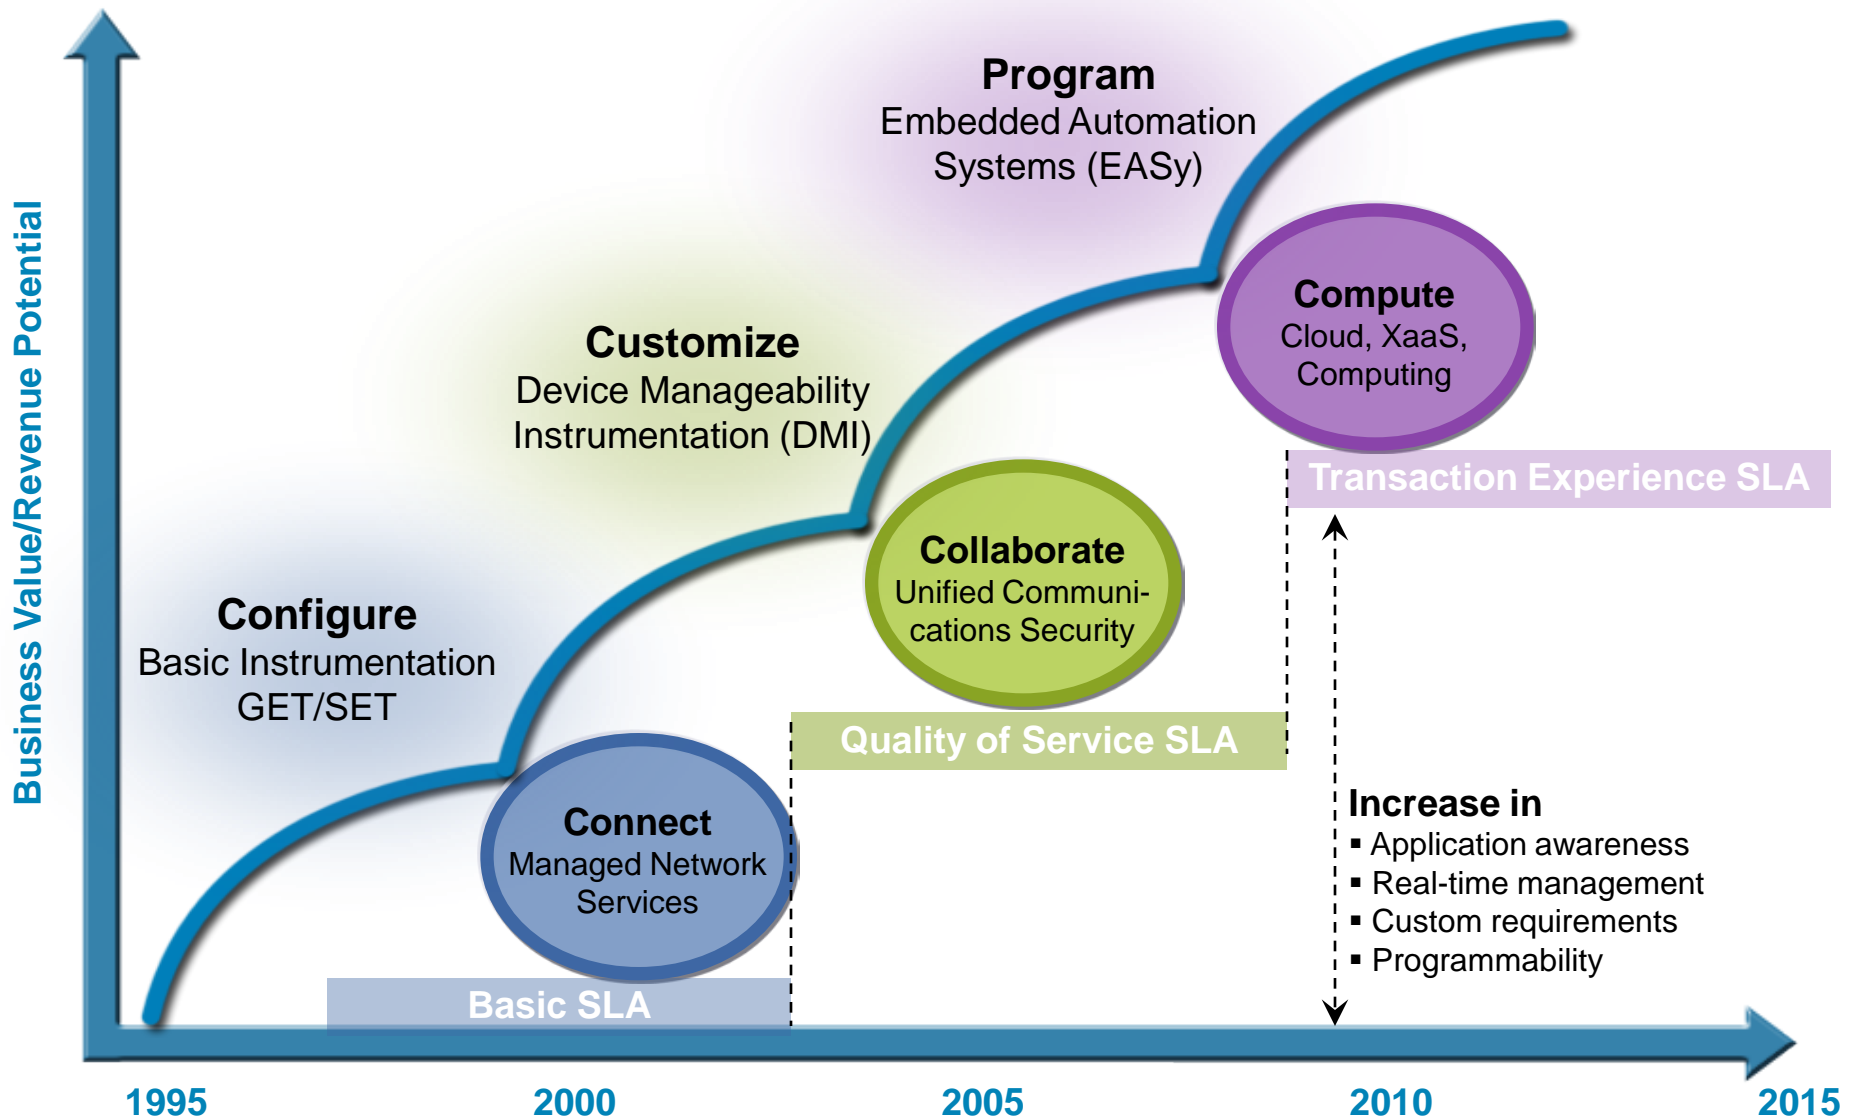 Program
Embedded Automation
Systems (EASy)
Compute
Cloud, XaaS,
Computing
Customize
Device Manageability
Instrumentation (DMI)
Transaction Experience SLA
Collaborate
Unified Communi-
cations Security
Configure
Basic Instrumentation
GET/SET
Quality of Service SLA
Connect
Managed Network
Services
Increase in
▪ Application awareness
▪ Real-time management
▪ Custom requirements
▪ Programmability
Basic SLA
Business Value/Revenue Potential
1995 2000 2005 2010 2015